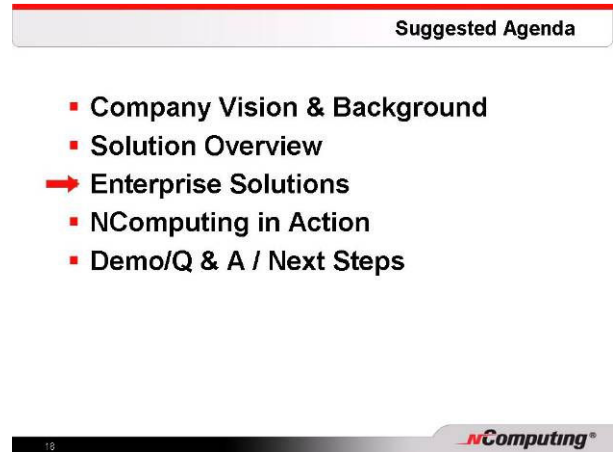 Suggested Agenda
Company Vision & Background
Solution Overview
Enterprise Solutions
NComputing in Action
Demo/Q & A / Next Steps
18
NComputing®